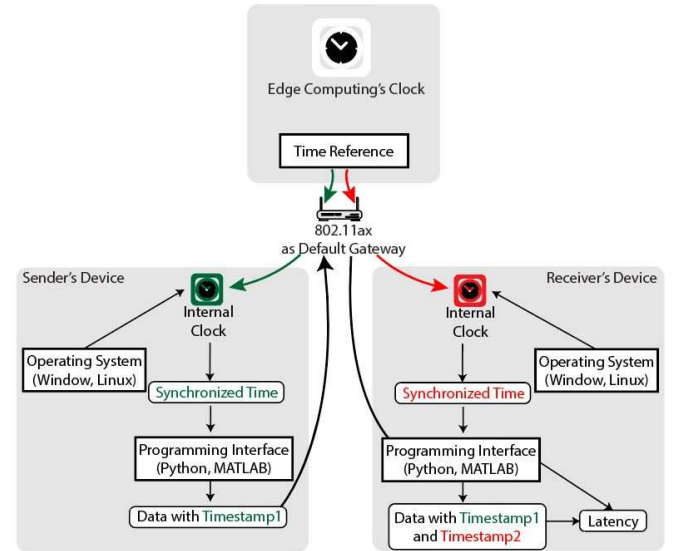 Edge Computing's Clock
Time Reference
802.11ax
as Default Gateway
Sender's Device
Internal
Clock
Operating System
(Window, Linux)
Synchronized Time
Programming Interface
(Python, MATLAB)
Data with Timestamp1
Receiver's Device
Internal
Clock
Operating System
(Window, Linux)
Synchronized Time
Programming Interface
(Python, MATLAB)
Data with Timestamp1
and Timestamp2
Latency